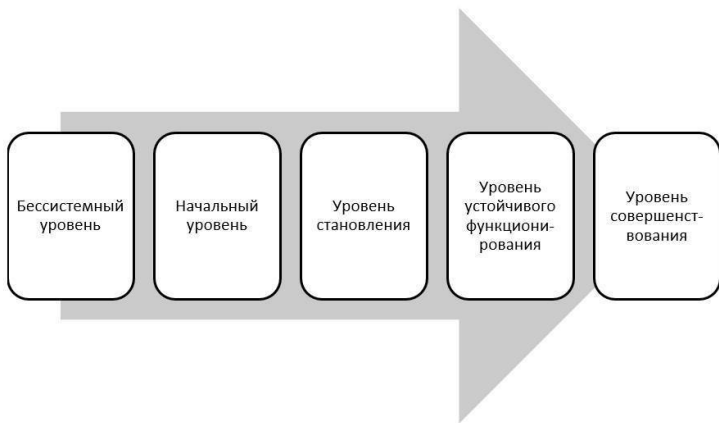 Бессистемный
уровень
Начальный
уровень
Уровень
становления
Уровень
устойчивого
функциони-
рования
Уровень
совершенст-
вования